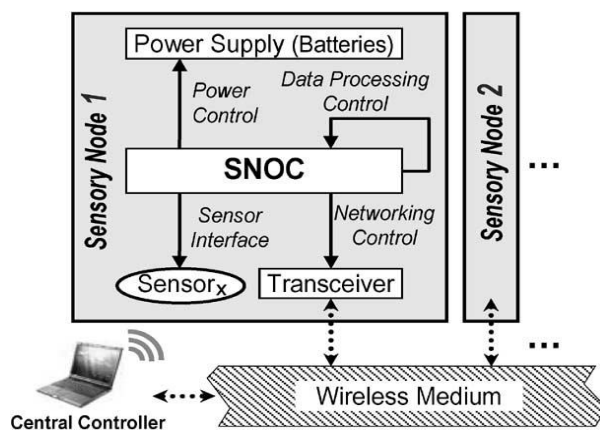 Power Supply (Batteries)
Power
Control
Data Processing
Control
Sensory Node 1
SNOC
Sensor
Interface
Networking
Control
Sensorx
Transceiver
Sensory Node 2
...
...
Wireless Medium
Central Controller